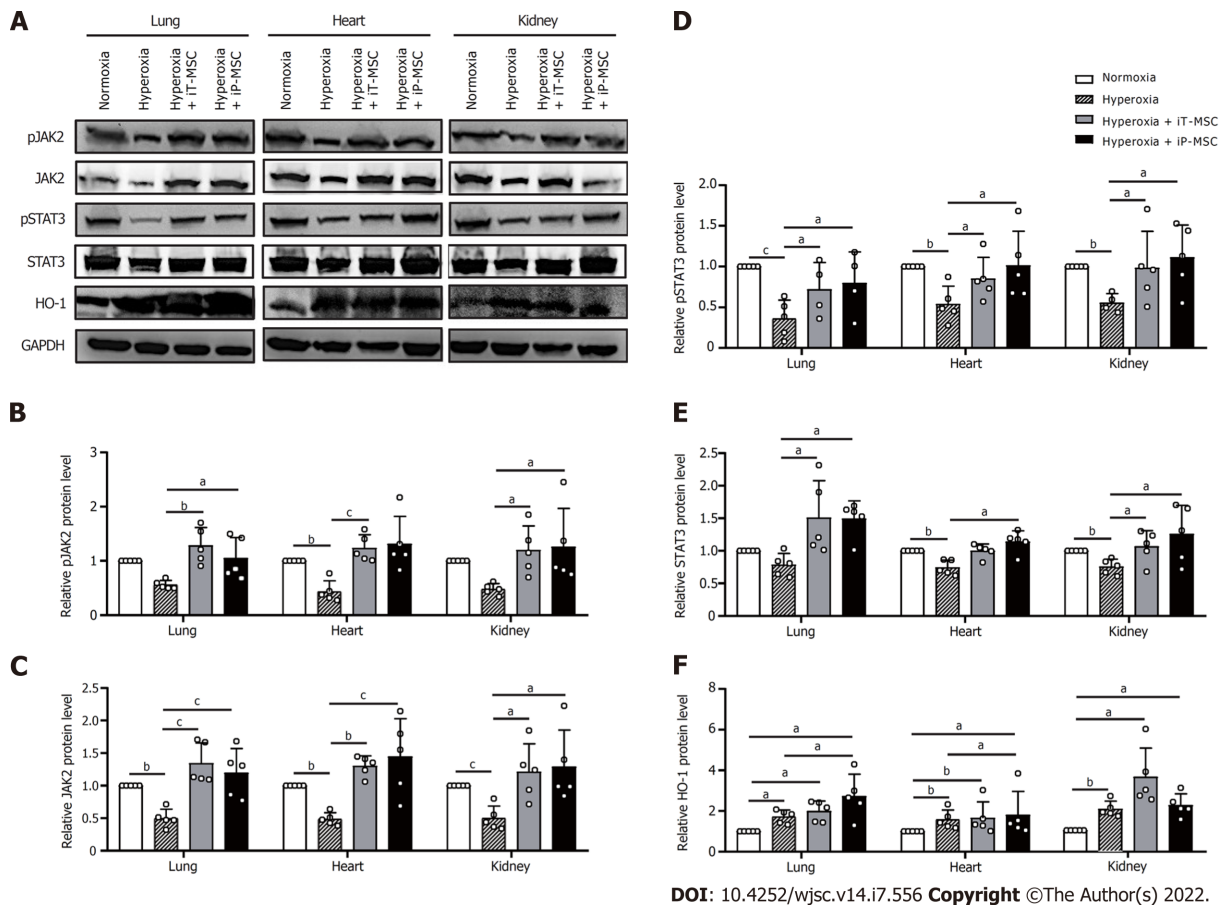 A
Lung Heart Kidney
Normoxia
Hyperoxia
Hyperoxia
+ iT-MSC
Hyperoxia
+ iP-MSC
Normoxia
Hyperoxia
Hyperoxia
+ iT-MSC
Hyperoxia
+ iP-MSC
Normoxia
Hyperoxia
Hyperoxia
+ iT-MSC
Hyperoxia
+ iP-MSC
pJAK2
JAK2
pSTAT3
STAT3
HO-1
GAPDH
B
Relative pJAK2 protein level
3
2
1
0
b
a
b
c
a
a
Lung Heart Kidney
C
Relative JAK2 protein level
2.5
2.0
1.5
1.0
0.5
0
b
c
c
b
b
c
c
a
a
Lung Heart Kidney
D
Normoxia
Hyperoxia
Hyperoxia + iT-MSC
Hyperoxia + iP-MSC
Relative pSTAT3 protein level
2.0
1.5
1.0
0.5
0
c
a
a
b
a
a
b
a
a
Lung Heart Kidney
E
Relative STAT3 protein level
2.5
2.0
1.5
1.0
0.5
0
a
a
b
a
b
a
a
Lung Heart Kidney
F
Relative HO-1 protein level
8
6
4
2
0
a
a
a
a
b
b
a
a
b
a
a
Lung Heart Kidney
DOI: 10.4252/wjsc.v14.i7.556 Copyright ©The Author(s) 2022.